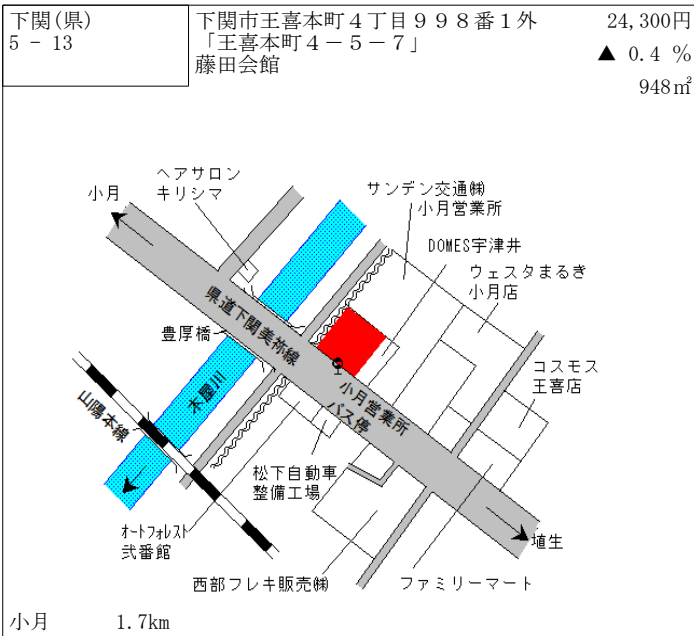 下関(県)
5 - 13
下関市王喜本町４丁目９９８番１外
「王喜本町４－５－７」
藤田会館
24,300円
▲ 0.4 %
948㎡
ヘアサロン
キリシマ
小月
サンデン交通㈱
小月営業所
DOMES宇津井
ウェスタまるき
小月店
県道下関美祢線
豊厚橋
コスモス
王喜店
木屋川
小月営業所
バス停
山陽本線
松下自動車
整備工場
オートフォレスト
弐番館
埴生
西部フレキ販売㈱
ファミリーマート
小月 1.7km